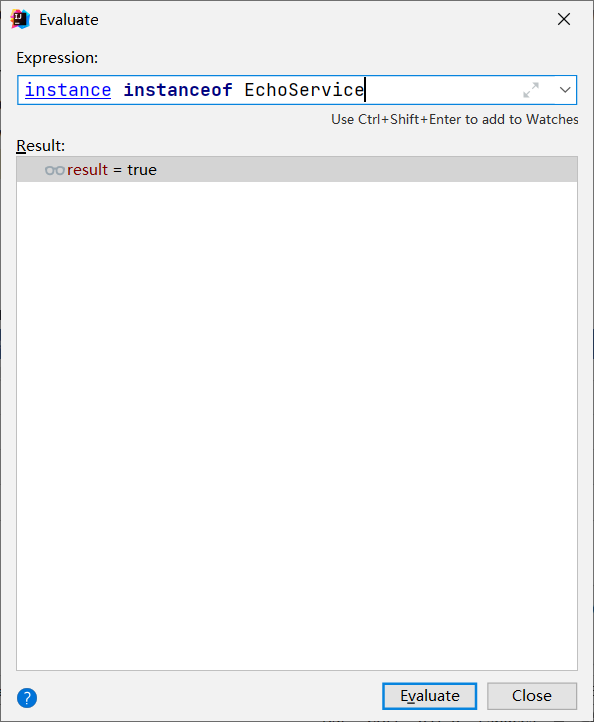 Evaluate
Expression:
instance instanceof EchoService
Use Ctrl+Shift+Enter to add to Watches
Result:
result = true
?
Evaluate
Close